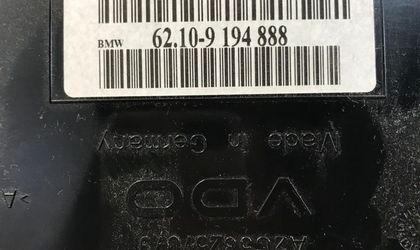 BMW 62.10-9 194 888
Made in Germany
VDO